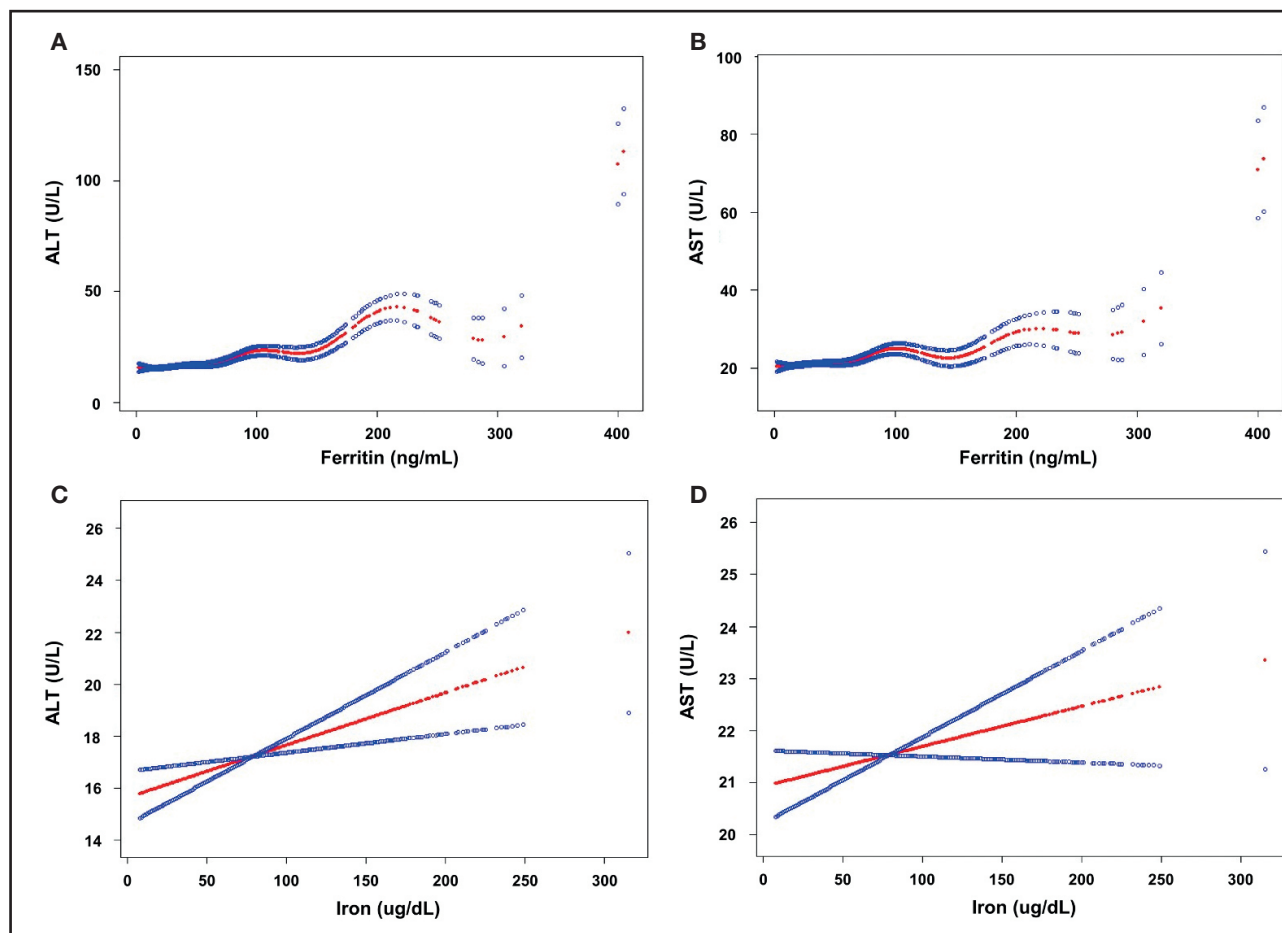 A
150
100
50
0
ALT (U/L)
0 100 200 300 400
Ferritin (ng/mL)
B
100
80
60
40
20
AST (U/L)
0 100 200 300 400
Ferritin (ng/mL)
C
26
24
22
20
18
16
14
ALT (U/L)
0 50 100 150 200 250 300
Iron (ug/dL)
D
26
25
24
23
22
21
20
AST (U/L)
0 50 100 150 200 250 300
Iron (ug/dL)